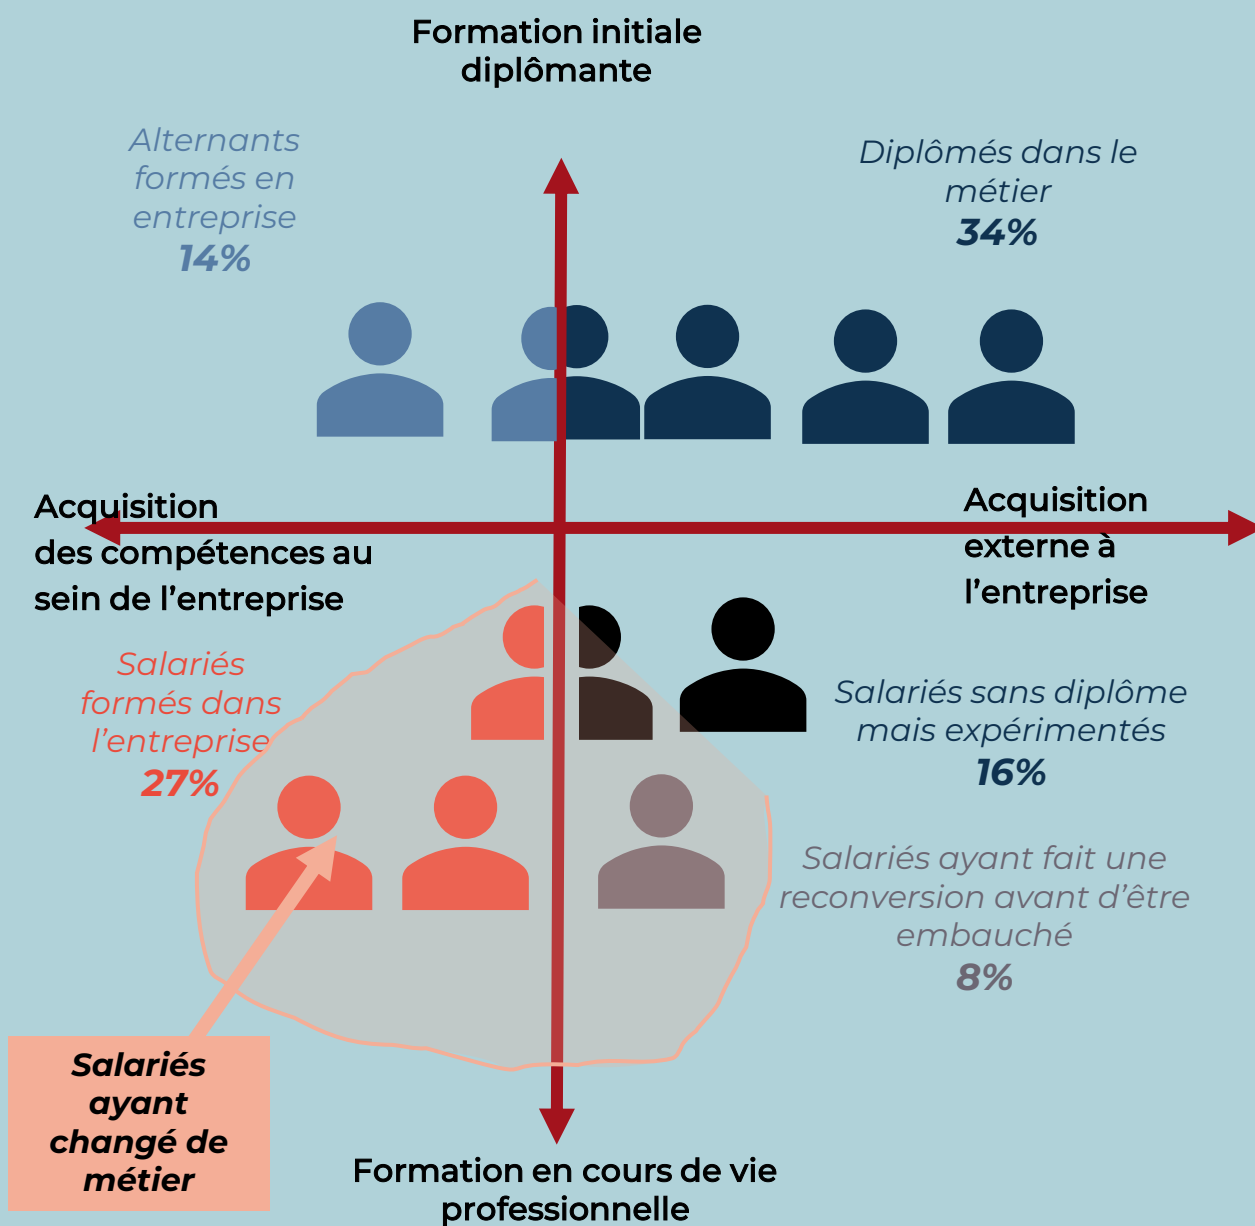 Formation initiale
diplômante
Alternants
formés en
entreprise
14%
Diplômés dans le
métier
34%
Acquisition
des compétences au
sein de l'entreprise
Acquisition
externe à
l'entreprise
Salariés
formés dans
l'entreprise
27%
Salariés sans diplôme
mais expérimentés
16%
Salariés ayant fait une
reconversion avant d'être
embauché
8%
Salariés
ayant
changé de
métier
Formation en cours de vie
professionnelle